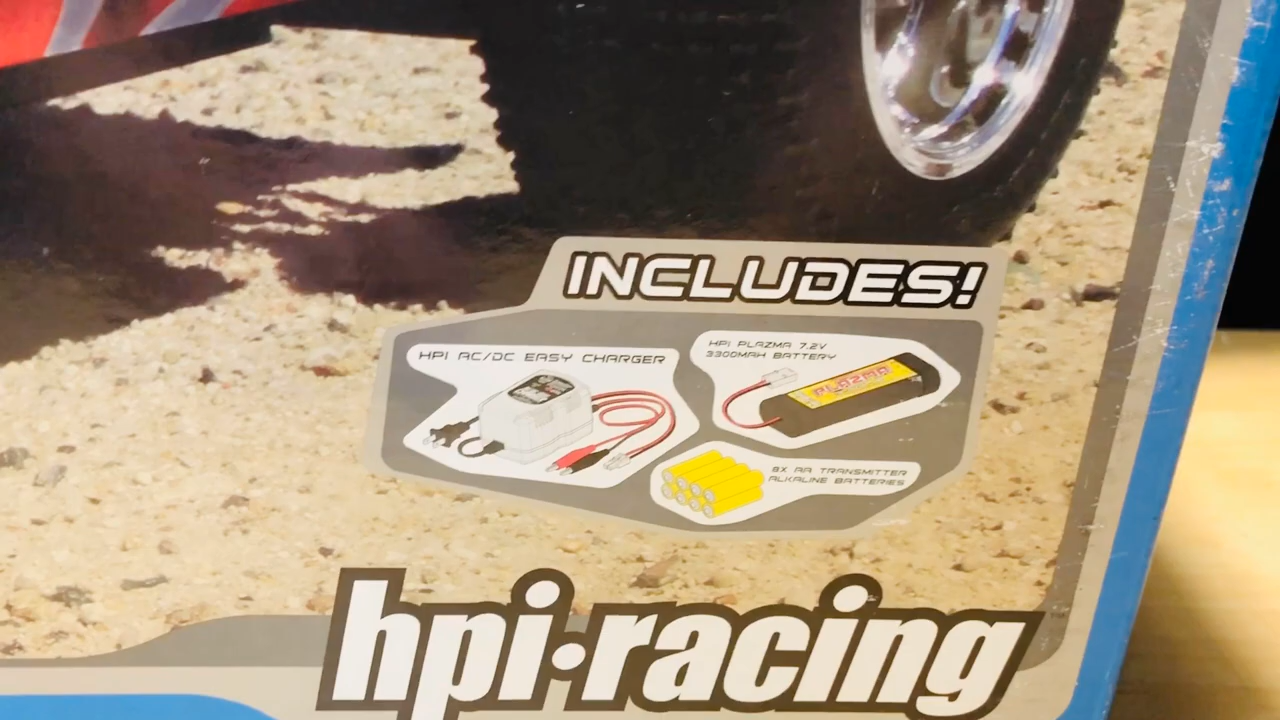 INCLUDES!
HPI AC/DC EASY CHARGER
HPI PLAZMA 7.2V
3300MAH BATTERY
PLAZMA
8X AA TRANSMITTER
ALKALINE BATTERIES
hpi·racing
TM